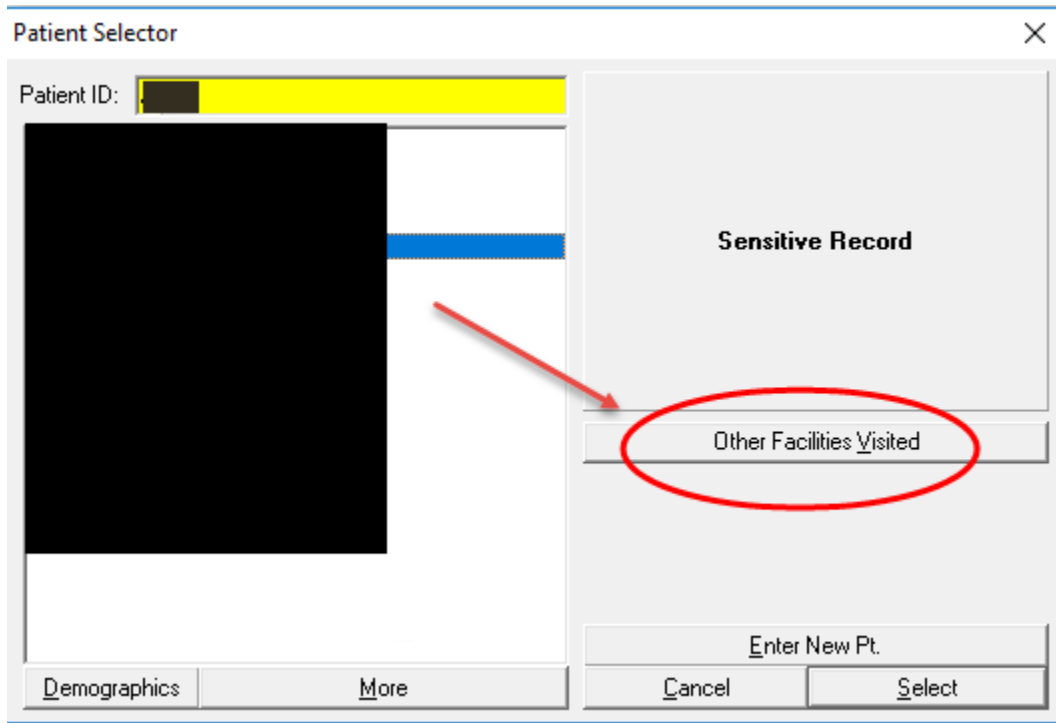 Patient Selector
Patient ID:
Sensitive Record
Other Facilities Visited
Enter New Pt.
Demographics
More
Cancel
Select